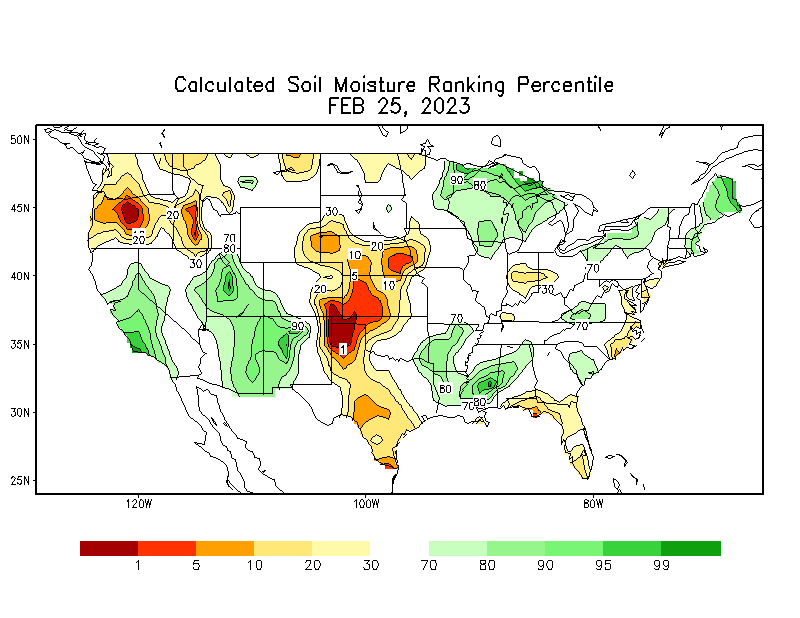 Calculated Soil Moisture Ranking Percentile
FEB 25, 2023
50N
45N
40N
35N
30N
25N
90 80
20 30
20 70
80 10 20
30 5 10
20 70 30
90 70 70
1
80
70 80
120W 100W 80W
1 5 10 20 30 70 80 90 95 99